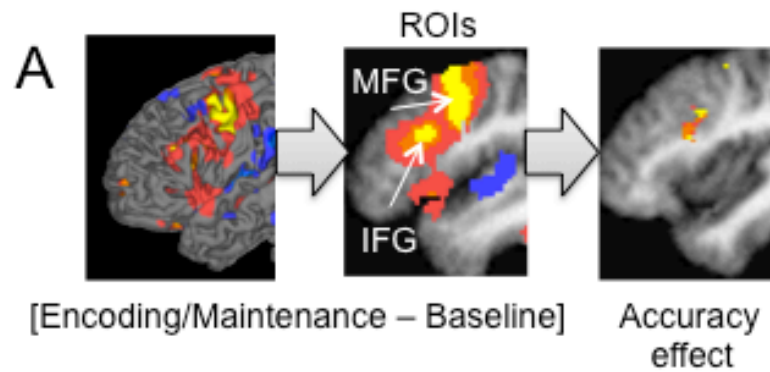 ROIs
A
MFG
IFG
[Encoding/Maintenance – Baseline]
Accuracy
effect